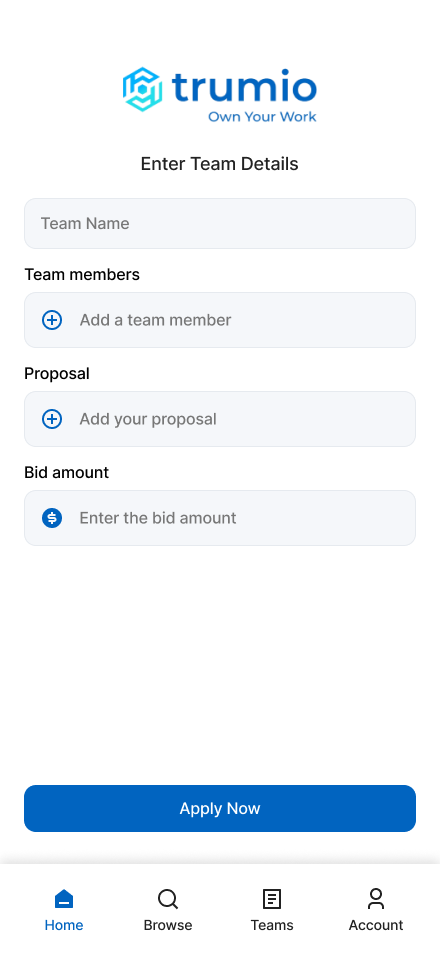 trumio
Own Your Work
Enter Team Details
Team Name
Team members
Add a team member
Proposal
Add your proposal
Bid amount
Enter the bid amount
Apply Now
Home
Browse
Teams
Account